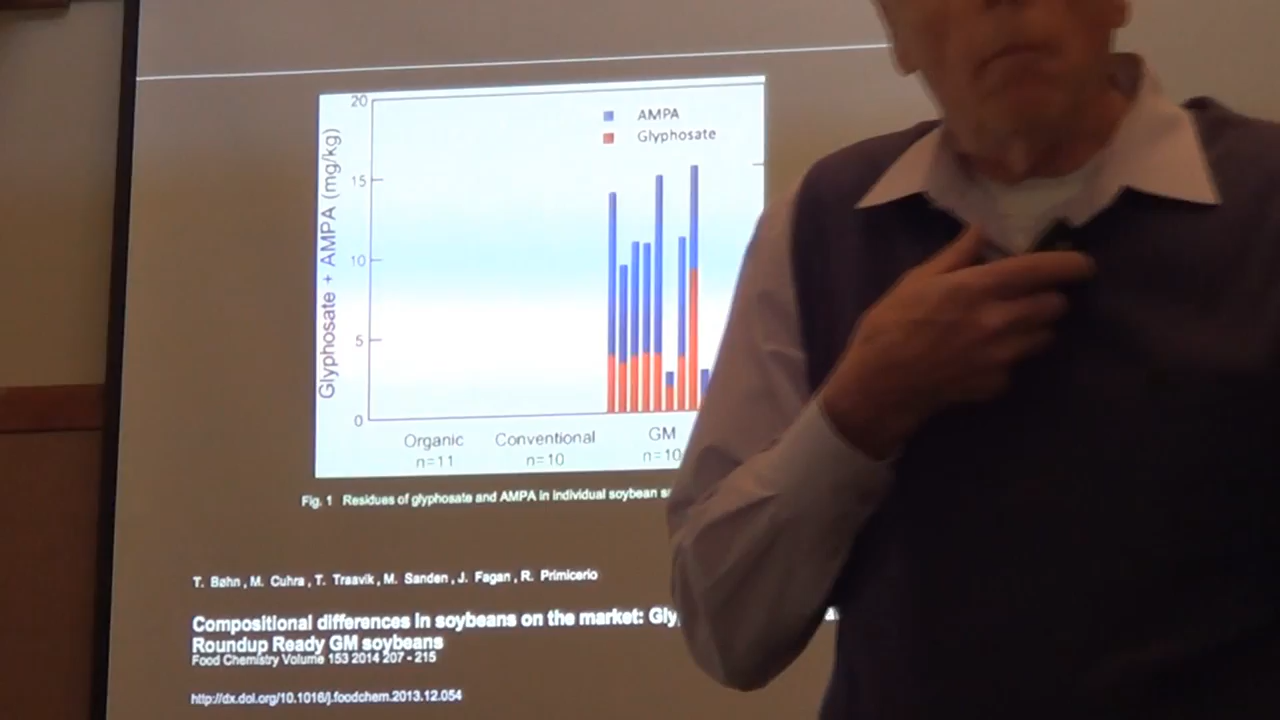 20
AMPA
Glyphosate
15
10
5
0
Glyphosate + AMPA (mg/kg)
Organic Conventional GM
n=11 n=10 n=10
Fig. 1 Residues of glyphosate and AMPA in individual soybean
T. Bøhn, M. Cuhra, T. Traavik, M. Sanden, J. Fagan, R. Primicerio
Compositional differences in soybeans on the market:
Roundup Ready GM soybeans
Food Chemistry Volume 153 2014 207 - 215
http://dx.doi.org/10.1016/j.foodchem.2013.12.054